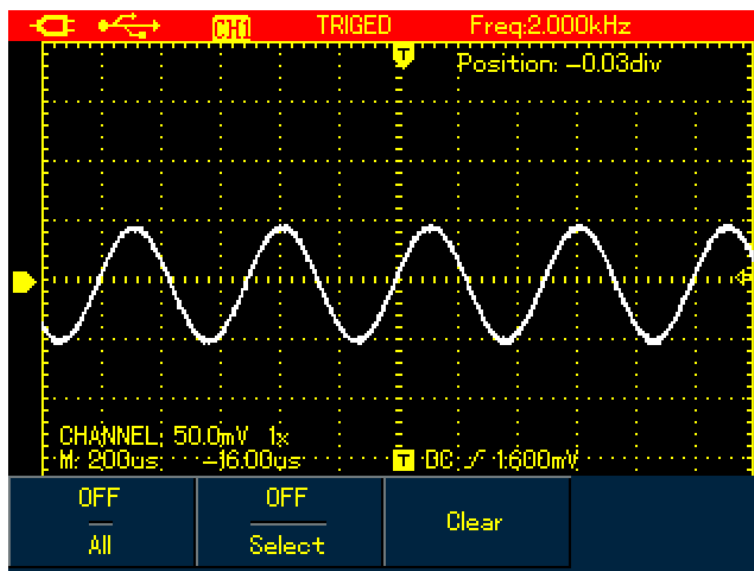 CH1 TRIGED Freq:2.000kHz
T
Position: -0.03div
CHANNEL: 50.0mV 1x
M: 200us -16.00us T DC 1.600mV
OFF OFF Clear
All Select